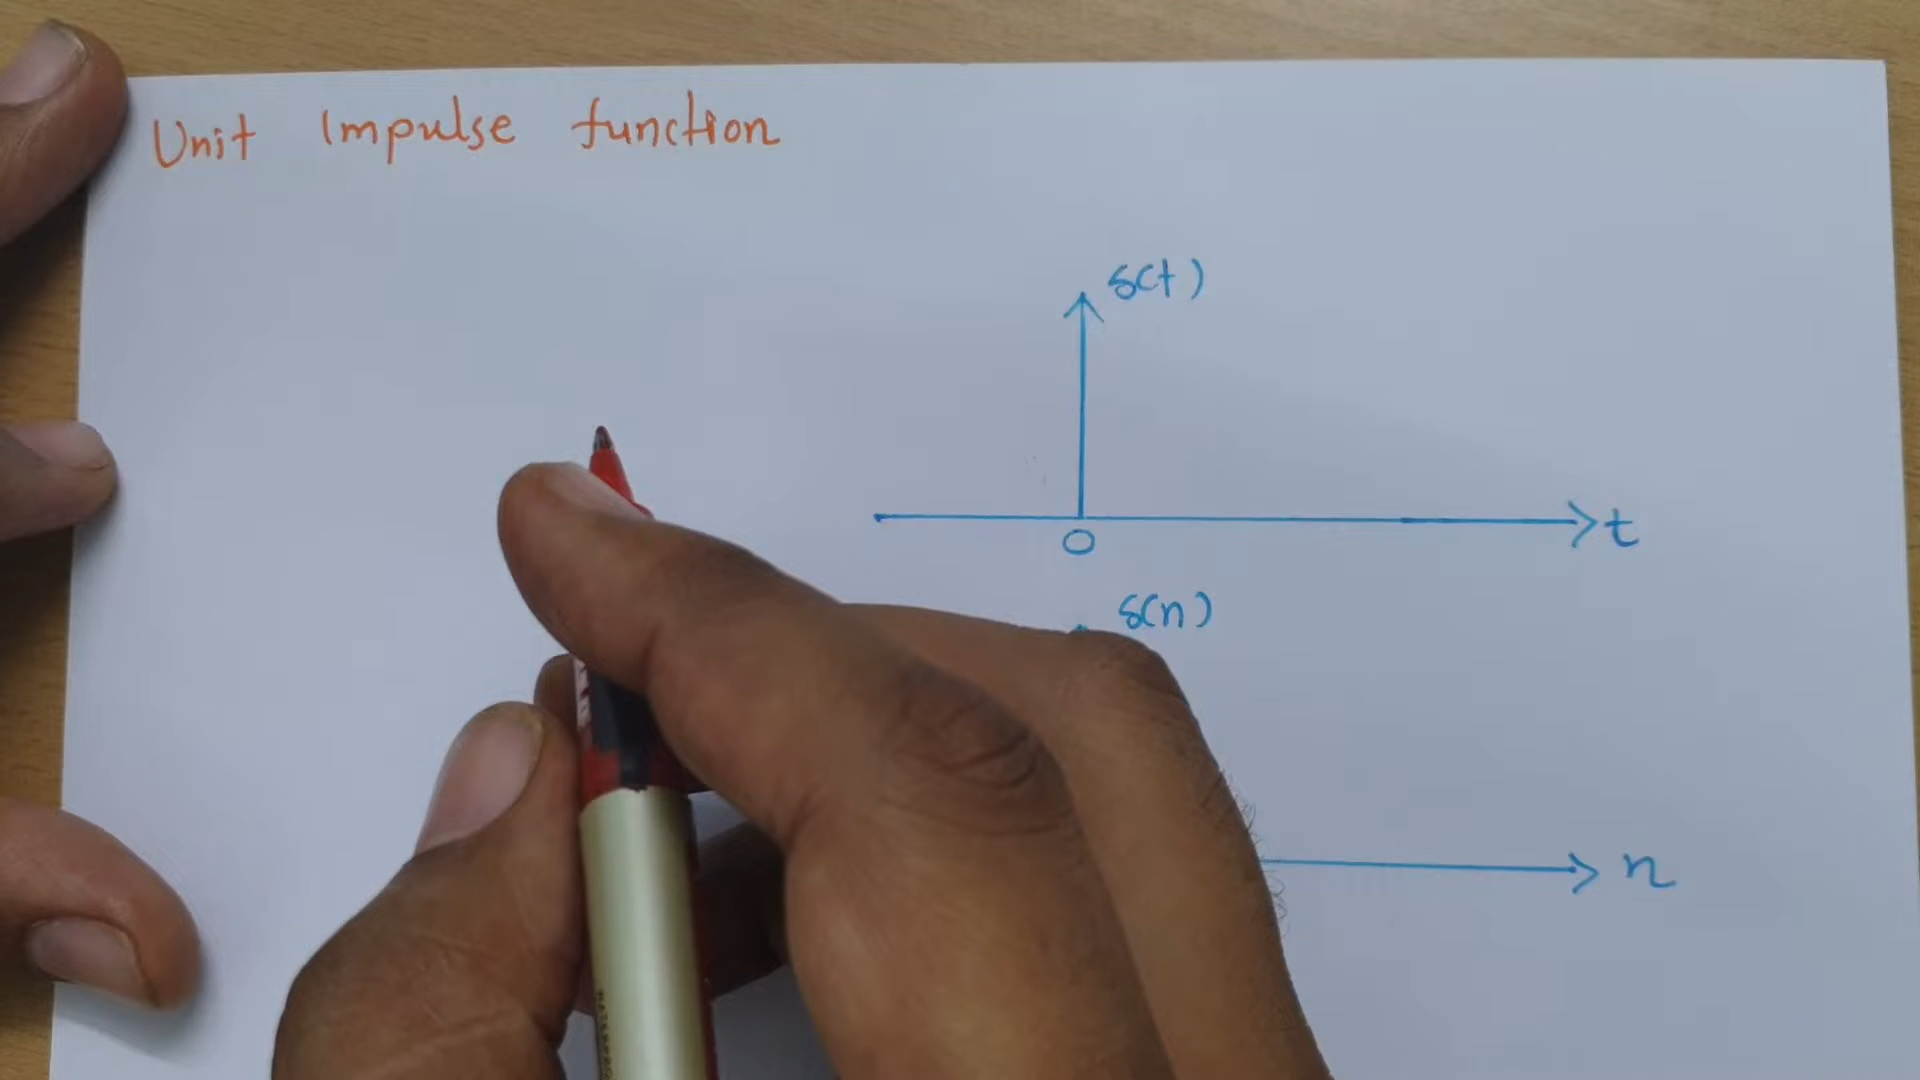 Unit Impulse function
δ(t)
t
0
δ(n)
n